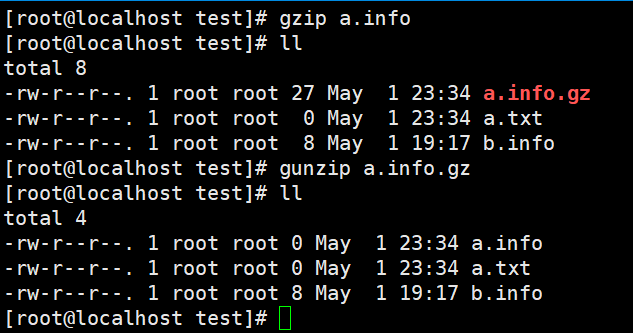 [root@localhost test]# gzip a.info
[root@localhost test]# ll
total 8
-rw-r--r--. 1 root root 27 May  1 23:34 a.info.gz
-rw-r--r--. 1 root root  0 May  1 23:34 a.txt
-rw-r--r--. 1 root root  8 May  1 19:17 b.info
[root@localhost test]# gunzip a.info.gz
[root@localhost test]# ll
total 4
-rw-r--r--. 1 root root 0 May  1 23:34 a.info
-rw-r--r--. 1 root root 0 May  1 23:34 a.txt
-rw-r--r--. 1 root root 8 May  1 19:17 b.info
[root@localhost test]#